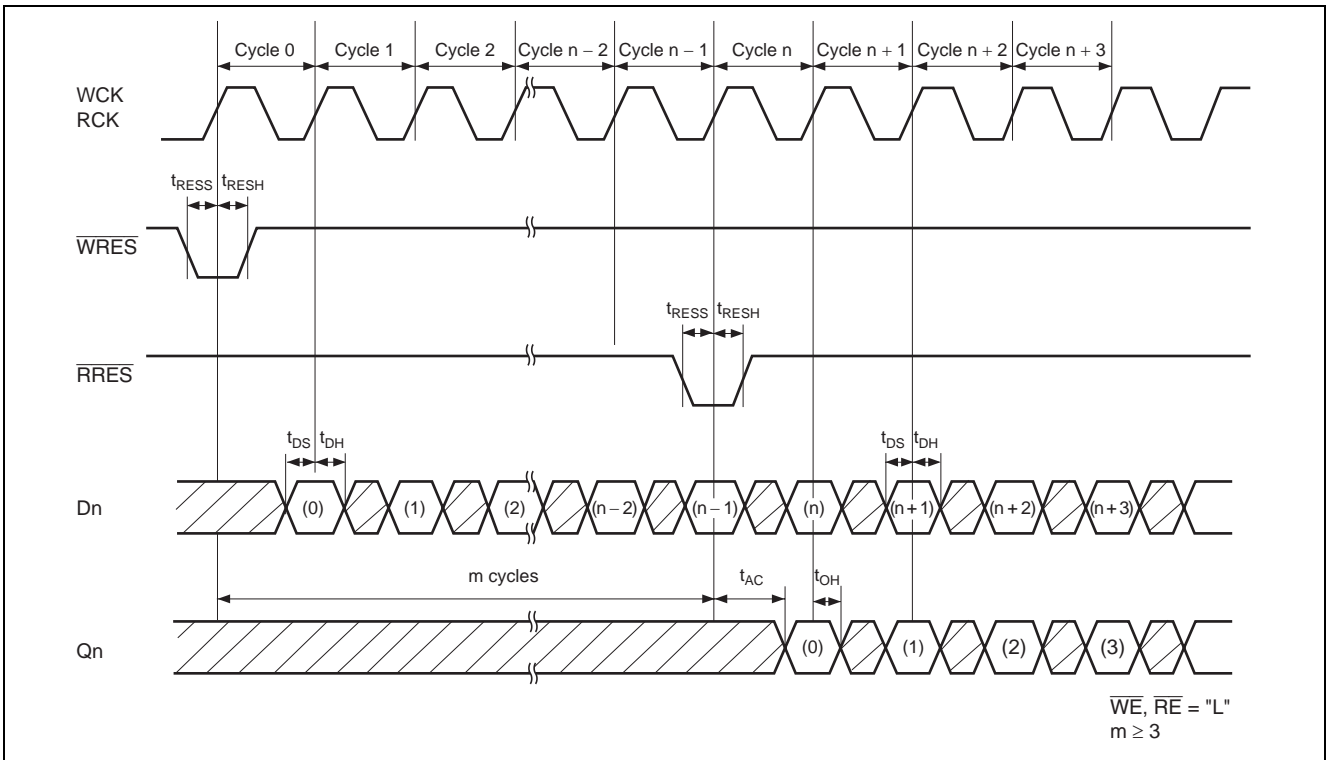 Cycle 0 Cycle 1 Cycle 2 Cycle n − 2 Cycle n − 1 Cycle n Cycle n + 1 Cycle n + 2 Cycle n + 3
WCK
RCK
tRESS tRESH
WRES
tRESS tRESH
RRES
tDS tDH tDS tDH
Dn (0) (1) (2) (n − 2) (n − 1) (n) (n + 1) (n + 2) (n + 3)
m cycles tAC tOH
Qn (0) (1) (2) (3)
WE, RE = "L"
m ≥ 3